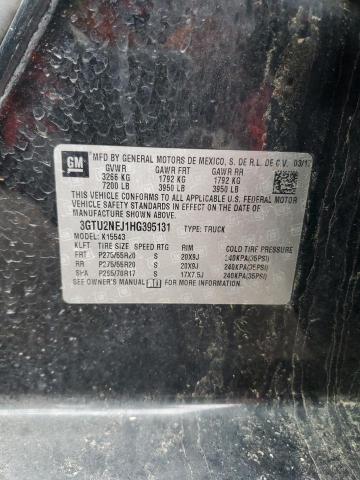 GM
MFD BY GENERAL MOTORS DE MEXICO, S. DE R.L. DE C.V. 03/17
GVWR GAWR FRT GAWR RR
3266 KG 1792 KG 1792 KG
7200 LB 3950 LB 3950 LB
THIS VEHICLE CONFORMS TO ALL APPLICABLE U.S. FEDERAL MOTOR
VEHICLE SAFETY STANDARDS IN EFFECT ON THE DATE OF
MANUFACTURE SHOWN ABOVE.
3GTU2NEJ1HG395131 TYPE: TRUCK
MODEL: K15543
KLFT TIRE SIZE SPEED RTG RIM COLD TIRE PRESSURE
FRT P275/55R20 S 20X9J 240KPA(35PSI)
RR P275/55R20 S 20X9J 240KPA(35PSI)
SPA P255/70R17 S 17X7.5J 240KPA(35PSI)
SEE OWNER'S MANUAL FOR ADDITIONAL INFORMATION